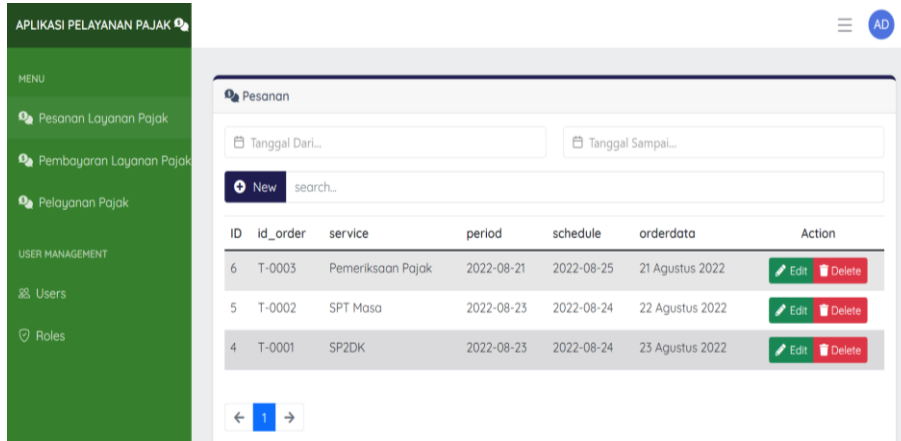 APLIKASI PELAYANAN PAJAK
AD
MENU
Pesanan Layanan Pajak
Pembayaran Layanan Pajak
Pelayanan Pajak
USER MANAGEMENT
Users
Roles
Pesanan
Tanggal Dari... Tanggal Sampai...
New search...
ID id_order service period schedule orderdata Action
6 T-0003 Pemeriksaan Pajak 2022-08-21 2022-08-25 21 Agustus 2022 Edit Delete
5 T-0002 SPT Masa 2022-08-23 2022-08-24 22 Agustus 2022 Edit Delete
4 T-0001 SP2DK 2022-08-23 2022-08-24 23 Agustus 2022 Edit Delete
← 1 →